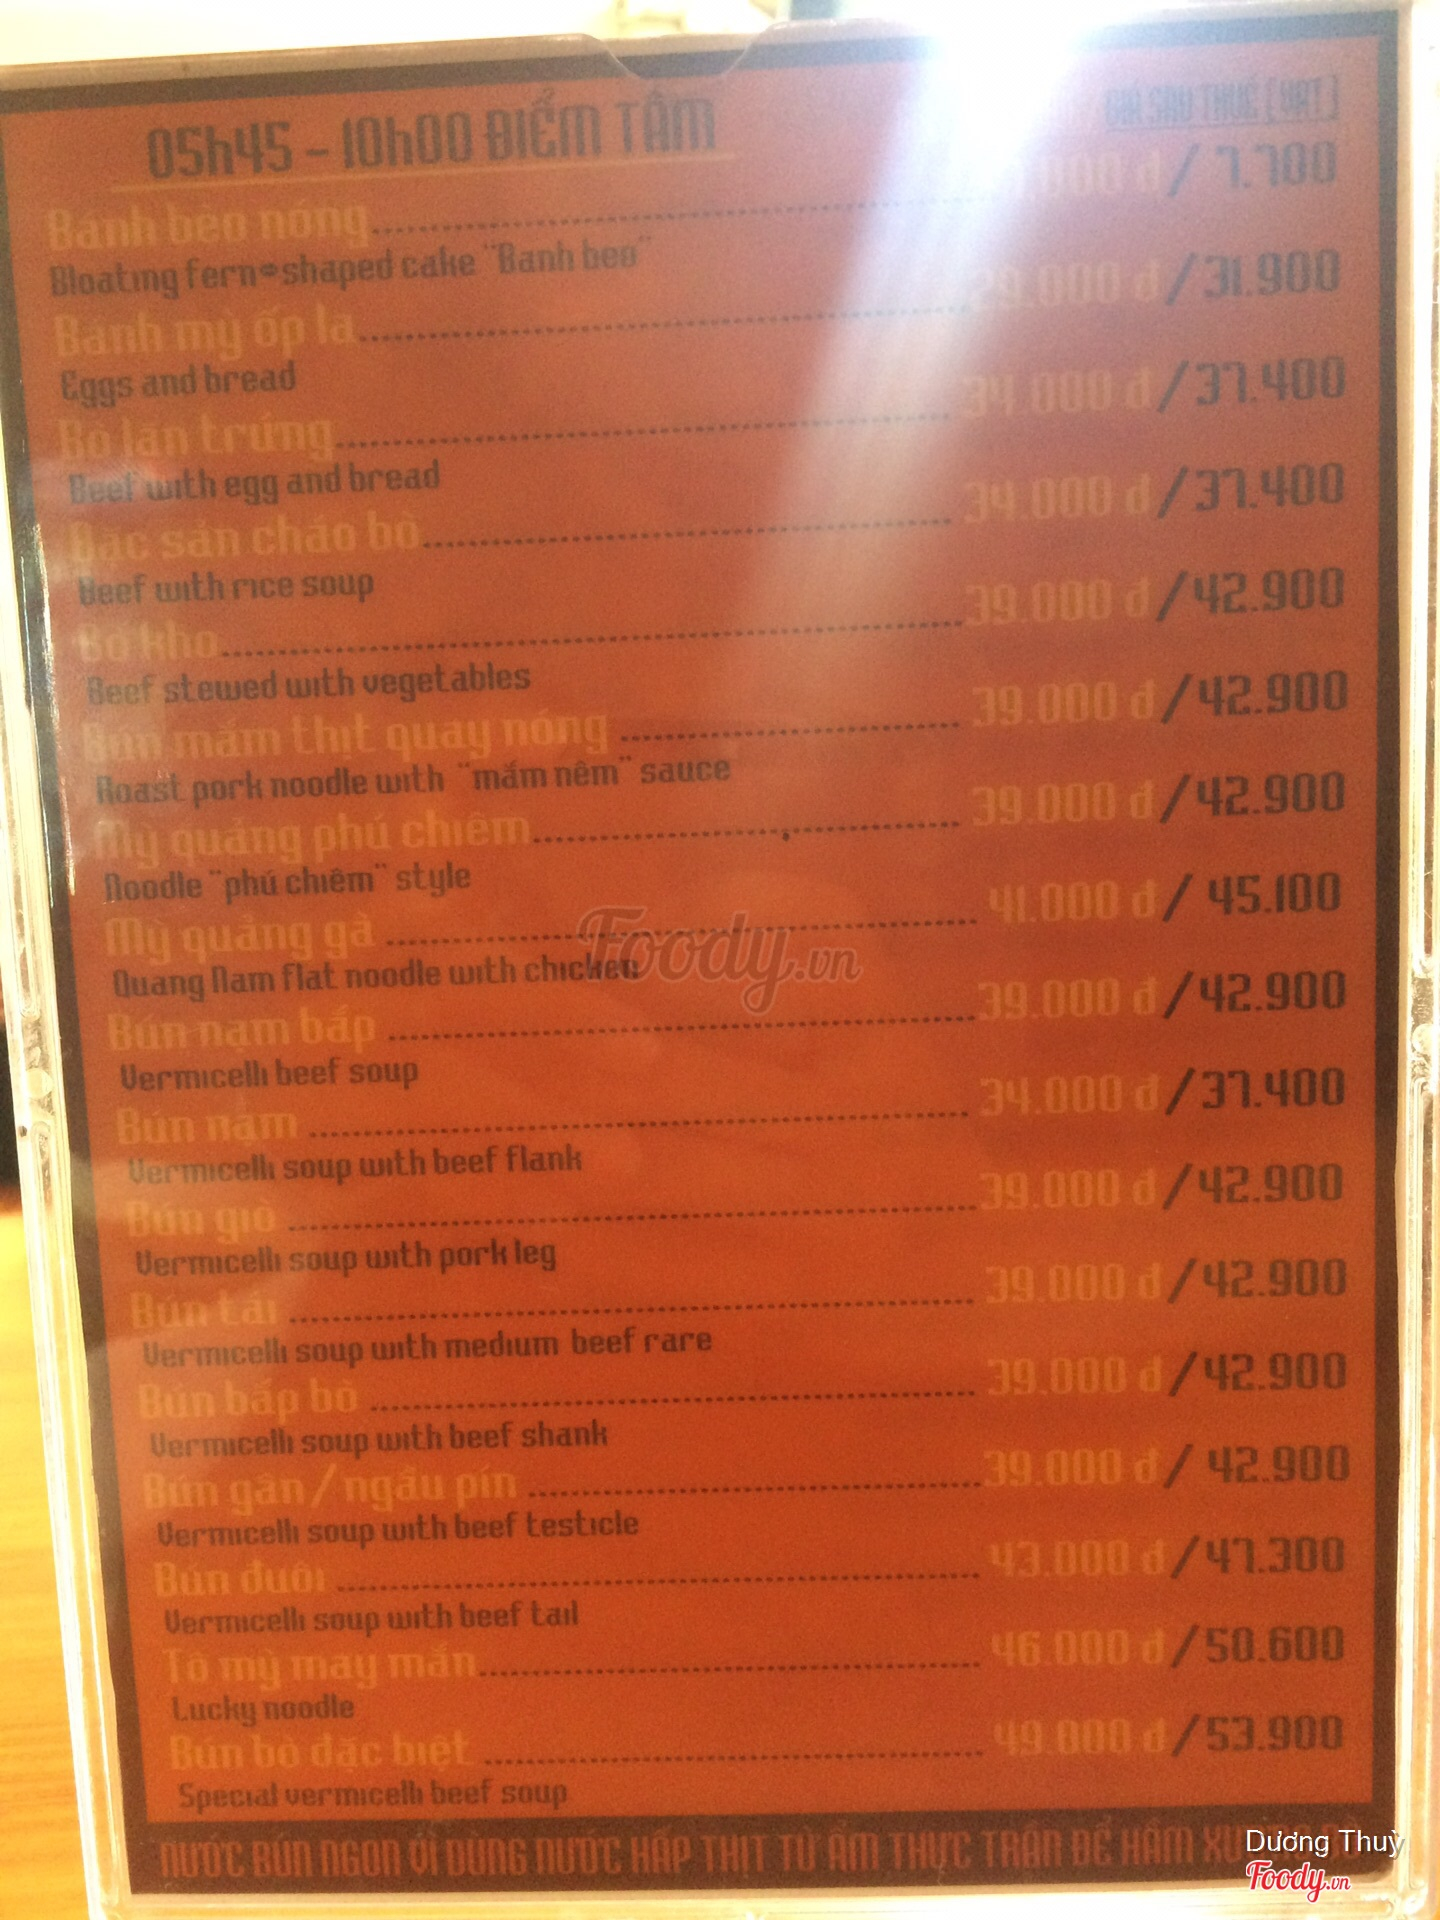 05h45 - 10h00 ĐIỂM TÂM
GIÁ SAU THUẾ (VAT)
Bánh bèo nóng .000 đ / 7.700
Bloating fern-shaped cake "Banh beo"
Bánh mỳ ốp la 29.000 đ / 31.900
Eggs and bread
Bò lăn trứng 34.000 đ / 37.400
Beef with egg and bread
Đặc sản cháo bò 34.000 đ / 37.400
Beef with rice soup
Bò kho 39.000 đ / 42.900
Beef stewed with vegetables
Bún mắm thịt quay nóng 39.000 đ / 42.900
Roast pork noodle with "mắm nêm" sauce
Mỳ quảng phú chiêm 39.000 đ / 42.900
Noodle "phú chiêm" style
Mỳ quảng gà 41.000 đ / 45.100
Quang Nam flat noodle with chicken
Bún nạm bắp 39.000 đ / 42.900
Vermicelli beef soup
Bún nạm 34.000 đ / 37.400
Vermicelli soup with beef flank
Bún giò 39.000 đ / 42.900
Vermicelli soup with pork leg
Bún tái 39.000 đ / 42.900
Vermicelli soup with medium beef rare
Bún bắp bò 39.000 đ / 42.900
Vermicelli soup with beef shank
Bún gân / ngầu pín 39.000 đ / 42.900
Vermicelli soup with beef testicle
Bún đuôi 43.000 đ / 47.300
Vermicelli soup with beef tail
Tô mỳ may mắn 46.000 đ / 50.600
Lucky noodle
Bún bò đặc biệt 49.000 đ / 53.900
Special vermicelli beef soup
NƯỚC BÚN NGON VÌ DÙNG NƯỚC HẤP THỊT TỪ ẨM THỰC TRẦN ĐỂ HẦM
Foody.vn
Dương Thuỳ
Foody.vn